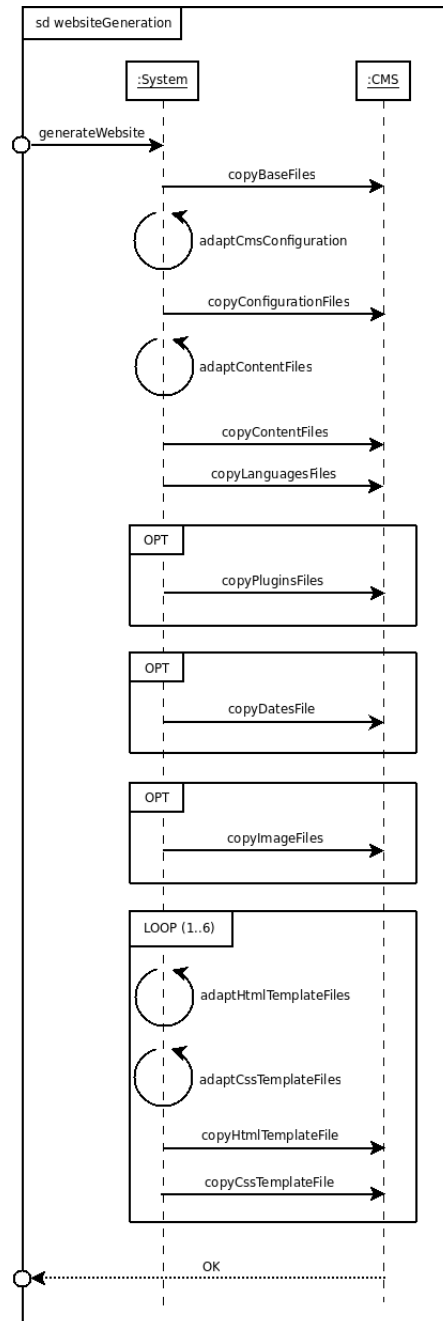 sd websiteGeneration
:System
:CMS
generateWebsite
copyBaseFiles
adaptCmsConfiguration
copyConfigurationFiles
adaptContentFiles
copyContentFiles
copyLanguagesFiles
OPT
copyPluginsFiles
OPT
copyDatesFile
OPT
copyImageFiles
LOOP (1..6)
adaptHtmlTemplateFiles
adaptCssTemplateFiles
copyHtmlTemplateFile
copyCssTemplateFile
OK